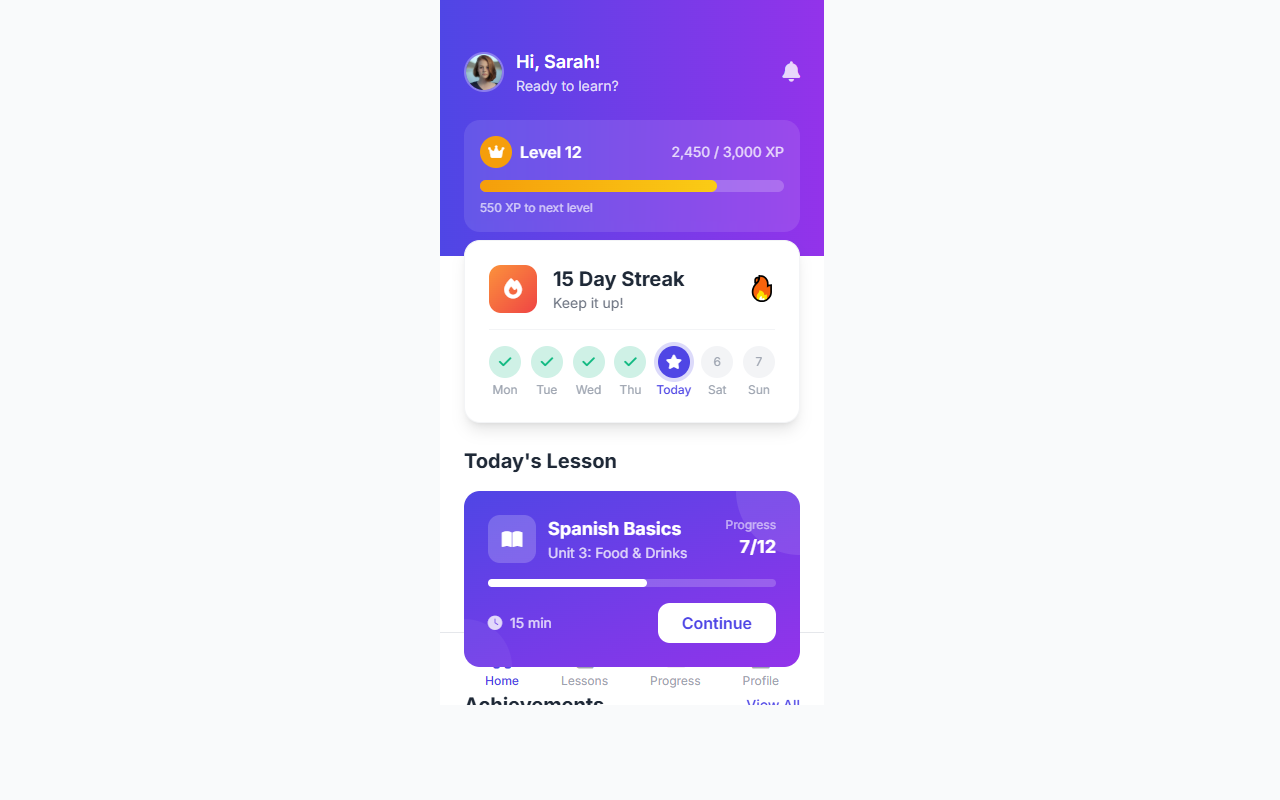 Hi, Sarah!
Ready to learn?
Level 12
2,450 / 3,000 XP
550 XP to next level
15 Day Streak
Keep it up!
6
7
Mon
Tue
Wed
Thu
Today
Sat
Sun
Today's Lesson
Spanish Basics
Unit 3: Food & Drinks
Progress
7/12
15 min
Continue
Home
Lessons
Progress
Profile
Achievements
View All